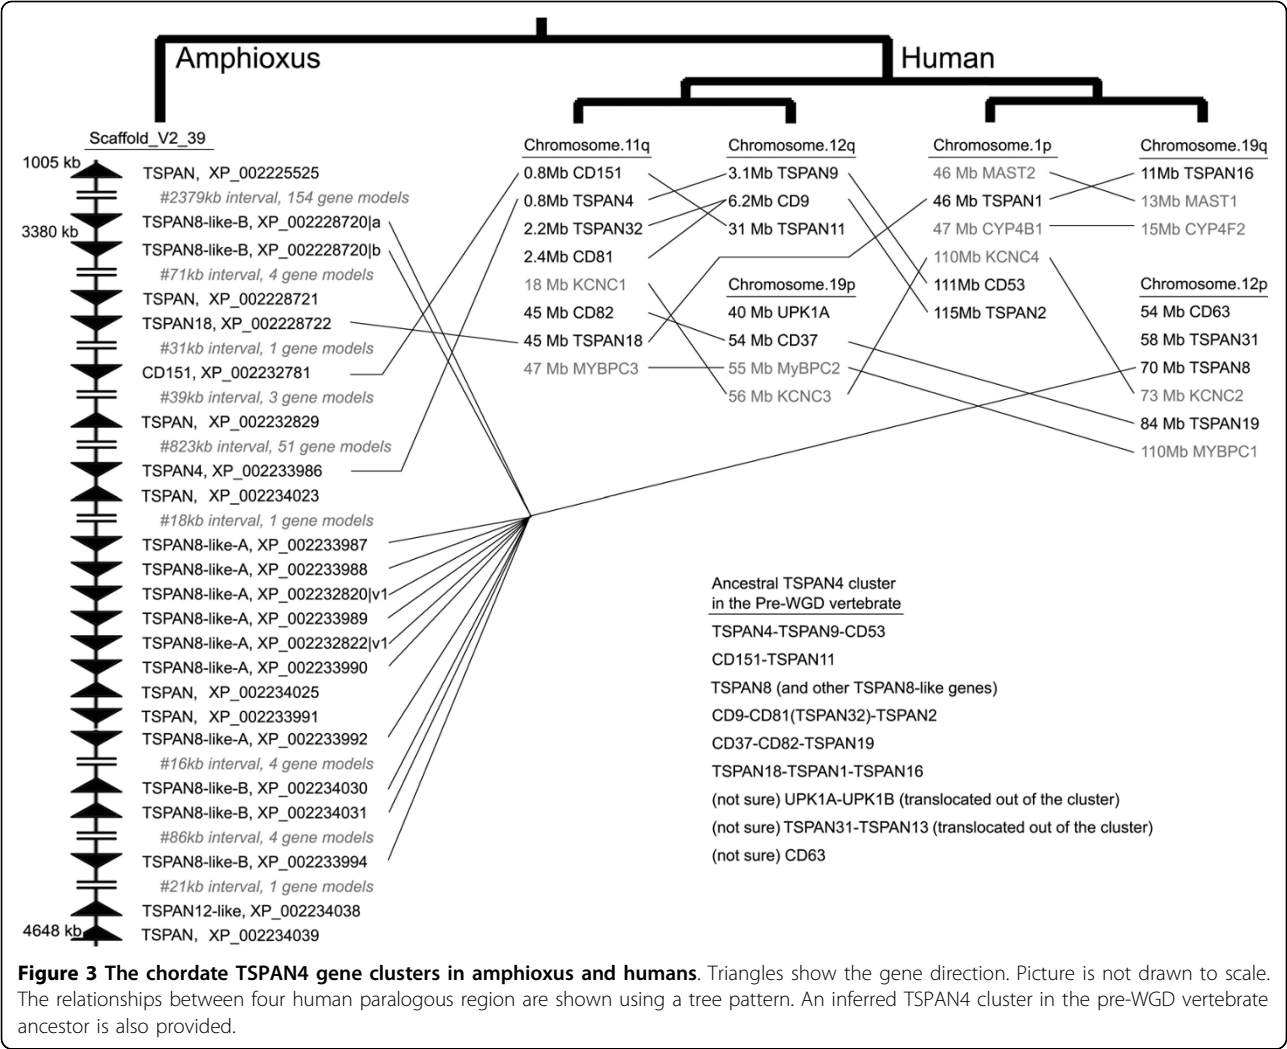 Amphioxus
Human
Scaffold_V2_39
1005 kb
TSPAN, XP_002225525
#2379kb interval, 154 gene models
TSPAN8-like-B, XP_002228720|a
3380 kb
TSPAN8-like-B, XP_002228720|b
#71kb interval, 4 gene models
TSPAN, XP_002228721
TSPAN18, XP_002228722
#31kb interval, 1 gene models
CD151, XP_002232781
#39kb interval, 3 gene models
TSPAN, XP_002232829
#823kb interval, 51 gene models
TSPAN4, XP_002233986
TSPAN, XP_002234023
#18kb interval, 1 gene models
TSPAN8-like-A, XP_002233987
TSPAN8-like-A, XP_002233988
TSPAN8-like-A, XP_002232820|v1
TSPAN8-like-A, XP_002233989
TSPAN8-like-A, XP_002232822|v1
TSPAN8-like-A, XP_002233990
TSPAN, XP_002234025
TSPAN, XP_002233991
TSPAN8-like-A, XP_002233992
#16kb interval, 4 gene models
TSPAN8-like-B, XP_002234030
TSPAN8-like-B, XP_002234031
#86kb interval, 4 gene models
TSPAN8-like-B, XP_002233994
#21kb interval, 1 gene models
TSPAN12-like, XP_002234038
4648 kb
TSPAN, XP_002234039
Chromosome.11q
0.8Mb CD151
0.8Mb TSPAN4
2.2Mb TSPAN32
2.4Mb CD81
18 Mb KCNC1
45 Mb CD82
45 Mb TSPAN18
47 Mb MYBPC3
Chromosome.12q
3.1Mb TSPAN9
6.2Mb CD9
31 Mb TSPAN11
Chromosome.19p
40 Mb UPK1A
54 Mb CD37
55 Mb MyBPC2
56 Mb KCNC3
Chromosome.1p
46 Mb MAST2
46 Mb TSPAN1
47 Mb CYP4B1
110Mb KCNC4
111Mb CD53
115Mb TSPAN2
Chromosome.19q
11Mb TSPAN16
13Mb MAST1
15Mb CYP4F2
Chromosome.12p
54 Mb CD63
58 Mb TSPAN31
70 Mb TSPAN8
73 Mb KCNC2
84 Mb TSPAN19
110Mb MYBPC1
Ancestral TSPAN4 cluster
in the Pre-WGD vertebrate
TSPAN4-TSPAN9-CD53
CD151-TSPAN11
TSPAN8 (and other TSPAN8-like genes)
CD9-CD81(TSPAN32)-TSPAN2
CD37-CD82-TSPAN19
TSPAN18-TSPAN1-TSPAN16
(not sure) UPK1A-UPK1B (translocated out of the cluster)
(not sure) TSPAN31-TSPAN13 (translocated out of the cluster)
(not sure) CD63
Figure 3 The chordate TSPAN4 gene clusters in amphioxus and humans. Triangles show the gene direction. Picture is not drawn to scale.
The relationships between four human paralogous region are shown using a tree pattern. An inferred TSPAN4 cluster in the pre-WGD vertebrate
ancestor is also provided.